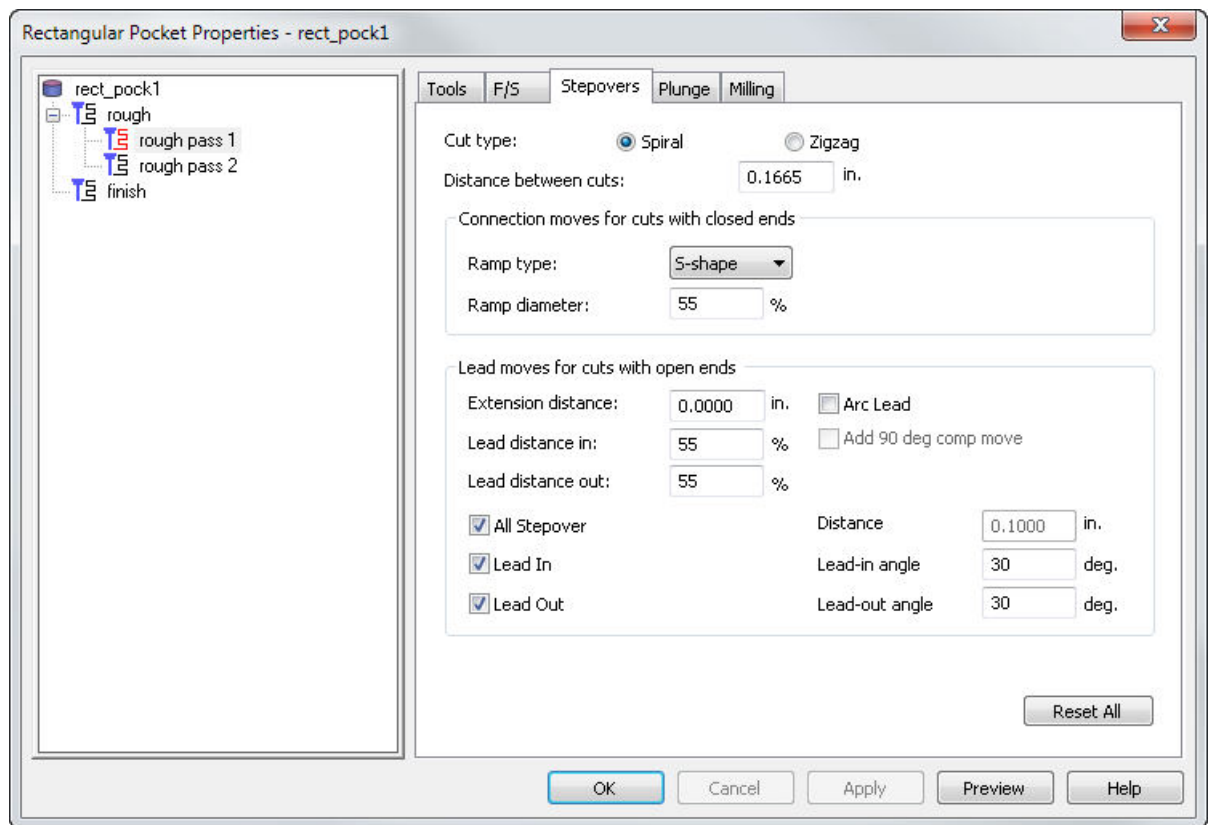 Rectangular Pocket Properties - rect_pock1
rect_pock1
rough
rough pass 1
rough pass 2
finish
Tools F/S Stepovers Plunge Milling
Cut type: Spiral Zigzag
Distance between cuts: 0.1665 in.
Connection moves for cuts with closed ends
Ramp type: S-shape
Ramp diameter: 55 %
Lead moves for cuts with open ends
Extension distance: 0.0000 in. Arc Lead
Lead distance in: 55 % Add 90 deg comp move
Lead distance out: 55 %
All Stepover Distance 0.1000 in.
Lead In Lead-in angle 30 deg.
Lead Out Lead-out angle 30 deg.
Reset All
OK Cancel Apply Preview Help